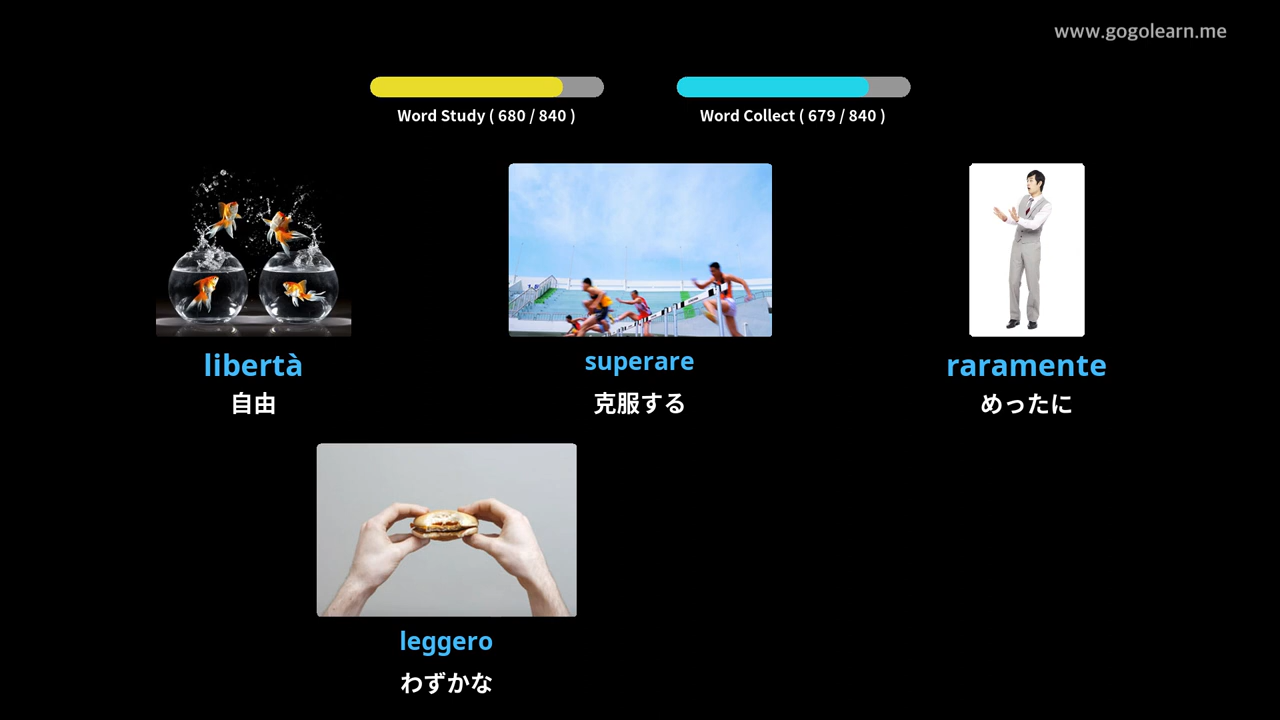 www.gogolearn.me
Word Study ( 680 / 840 )
Word Collect ( 679 / 840 )
libertà
自由
superare
克服する
raramente
めったに
leggero
わずかな